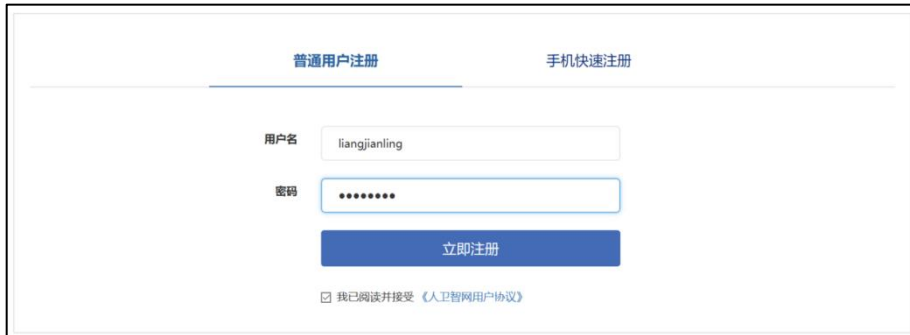 普通用户注册 手机快速注册
用户名 liangjianling
密码 ••••••••
立即注册
我已阅读并接受 《人卫智网用户协议》